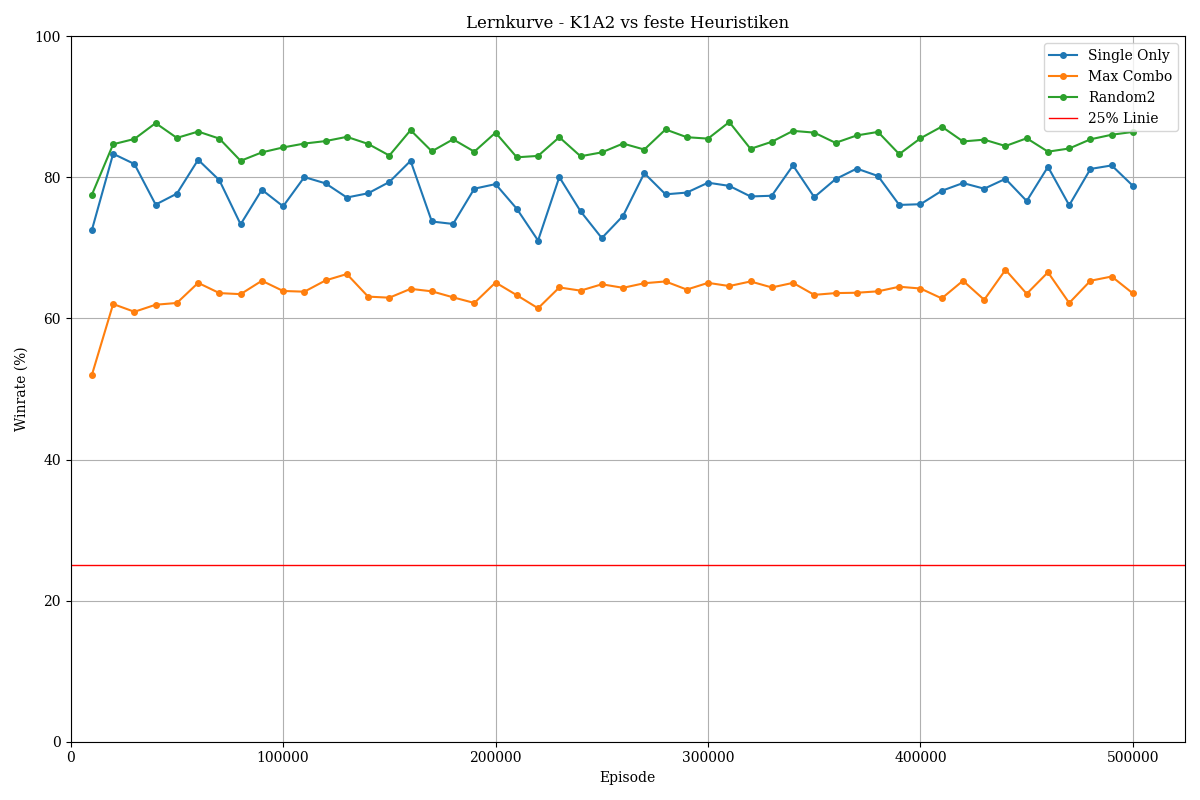 Lernkurve - K1A2 vs feste Heuristiken
Single Only
Max Combo
Random2
25% Linie
Winrate (%)
100
80
60
40
20
0
0
100000
200000
300000
400000
500000
Episode